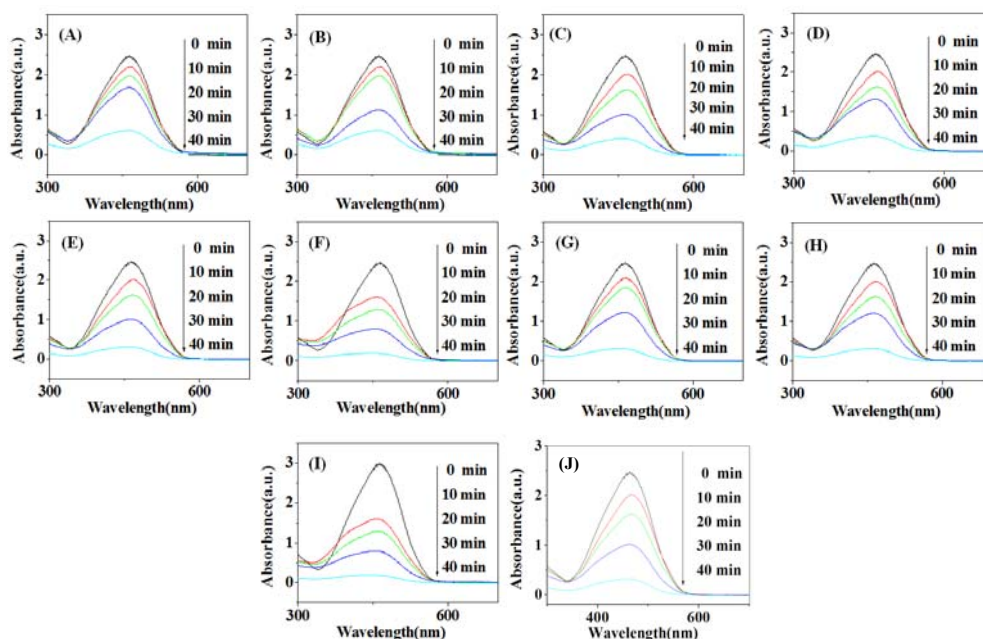 (A)
3
2
1
0
Absorbance(a.u.)
0 min
10 min
20 min
30 min
40 min
300
600
Wavelength(nm)
(B)
3
2
1
0
Absorbance(a.u.)
0 min
10 min
20 min
30 min
40 min
300
600
Wavelength(nm)
(C)
3
2
1
0
Absorbance(a.u.)
0 min
10 min
20 min
30 min
40 min
300
600
Wavelength(nm)
(D)
3
2
1
0
Absorbance(a.u.)
0 min
10 min
20 min
30 min
40 min
300
600
Wavelength(nm)
(E)
3
2
1
0
Absorbance(a.u.)
0 min
10 min
20 min
30 min
40 min
300
600
Wavelength(nm)
(F)
3
2
1
0
Absorbance(a.u.)
0 min
10 min
20 min
30 min
40 min
300
600
Wavelength(nm)
(G)
3
2
1
0
Absorbance(a.u.)
0 min
10 min
20 min
30 min
40 min
300
600
Wavelength(nm)
(H)
3
2
1
0
Absorbance(a.u.)
0 min
10 min
20 min
30 min
40 min
300
600
Wavelength(nm)
(I)
3
2
1
0
Absorbance(a.u.)
0 min
10 min
20 min
30 min
40 min
300
600
Wavelength(nm)
(J)
3
2
1
0
Absorbance(a.u.)
0 min
10 min
20 min
30 min
40 min
400
600
Wavelength(nm)